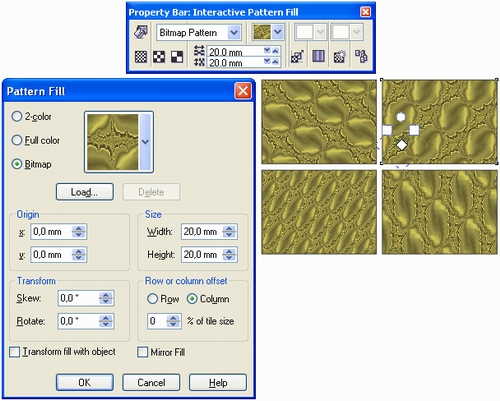 Property Bar: Interactive Pattern Fill
Bitmap Pattern
20.0 mm
20.0 mm
Pattern Fill
2-color
Full color
Bitmap
Load...
Delete
Origin
x: 0,0 mm
y: 0,0 mm
Size
Width: 20,0 mm
Height: 20,0 mm
Transform
Skew: 0,0 °
Rotate: 0,0 °
Row or column offset
Row
Column
0 % of tile size
Transform fill with object
Mirror Fill
OK
Cancel
Help